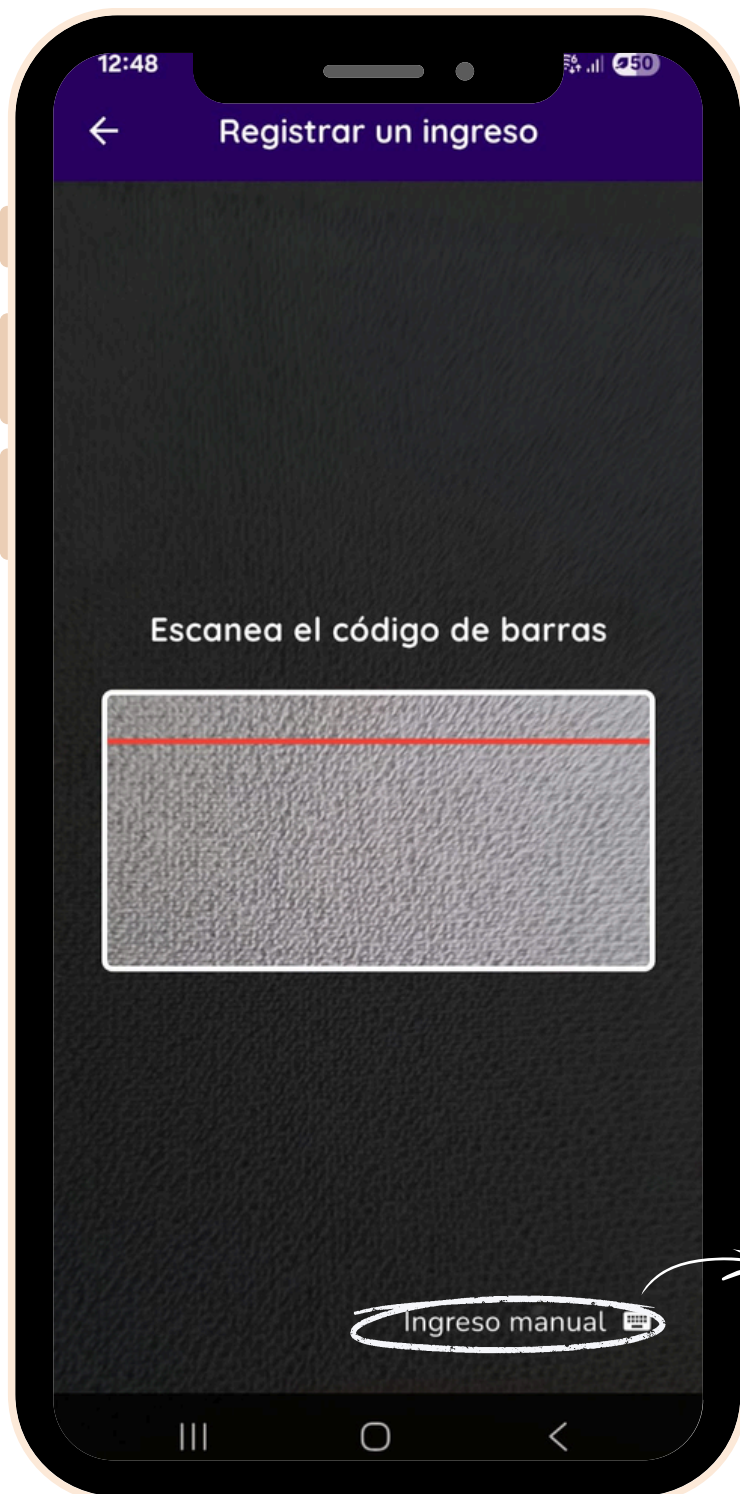 12:48
50
Registrar un ingreso
Escanea el código de barras
Ingreso manual